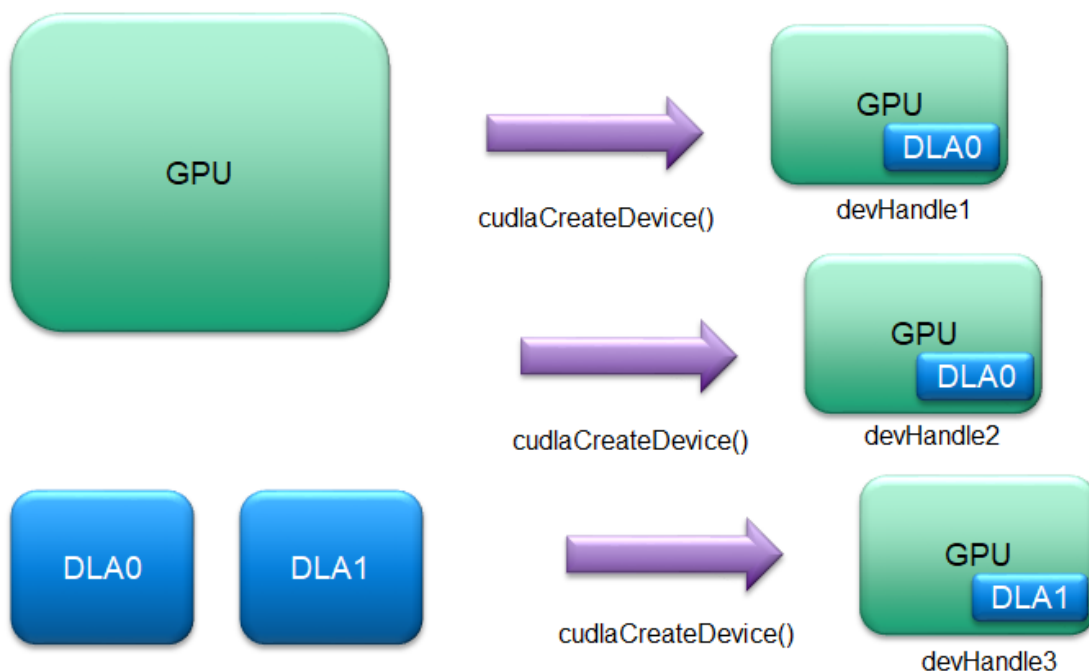 GPU
GPU
DLA0
cudlaCreateDevice()
devHandle1
GPU
DLA0
cudlaCreateDevice()
devHandle2
DLA0
DLA1
GPU
DLA1
cudlaCreateDevice()
devHandle3